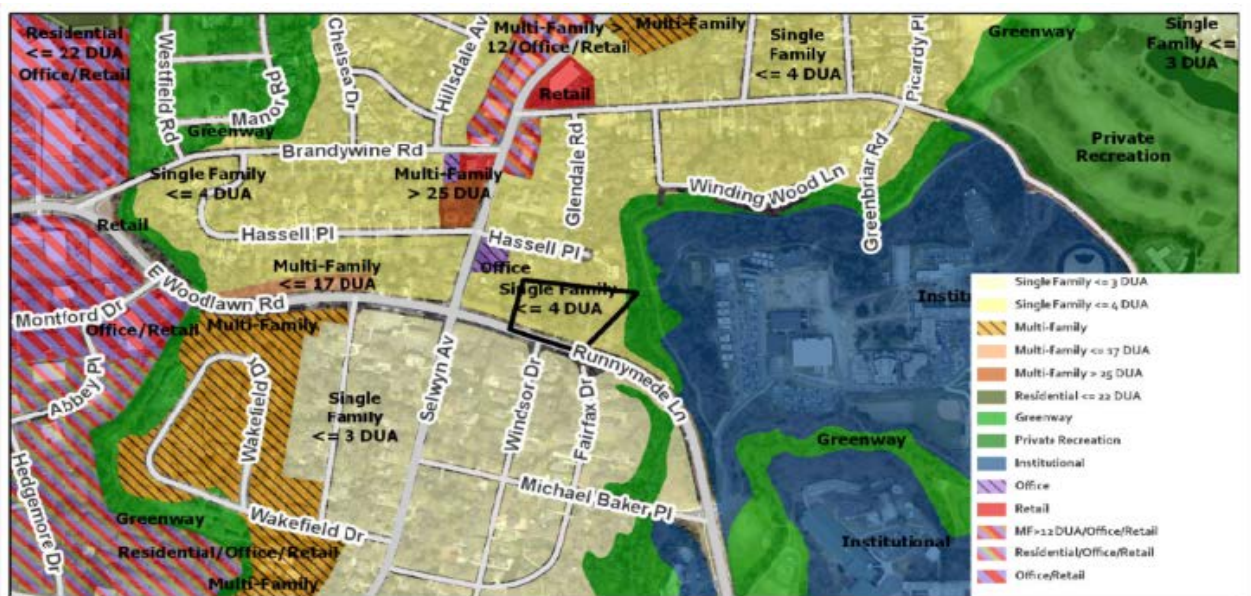 Residential
<= 22 DUA
Office/Retail
Westfield Rd
Manor Rd
Greenway
Chelsea Dr
Hillsdale Av
Multi-Family >
12/Office/Retail
Multi-Family
Single
Family
<= 4 DUA
Picardy Pl
Greenway
Single
Family <=
3 DUA
Retail
Private
Recreation
Brandywine Rd
Single Family
<= 4 DUA
Multi-Family
> 25 DUA
Glendale Rd
Winding Wood Ln
Greenbriar Rd
Retail
Hassell Pl
Hassell Pl
Office
Multi-Family
<= 17 DUA
Single Family
<= 4 DUA
E Woodlawn Rd
Montford Dr
Office/Retail
Multi-Family
Abbey Pl
Wakefield Dr
Single
Family
<= 3 DUA
Selwyn Av
Windsor Dr
Fairfax Dr
Runnymede Ln
Greenway
Michael Baker Pl
Hedgemore Dr
Greenway
Wakefield Dr
Residential/Office/Retail
Multi-Family
Institutional
Single Family <= 3 DUA
Single Family <= 4 DUA
Multi-Family
Multi-Family <= 17 DUA
Multi-Family > 25 DUA
Residential <= 22 DUA
Greenway
Private Recreation
Institutional
Office
Retail
MF>12 DUA/Office/Retail
Residential/Office/Retail
Office/Retail